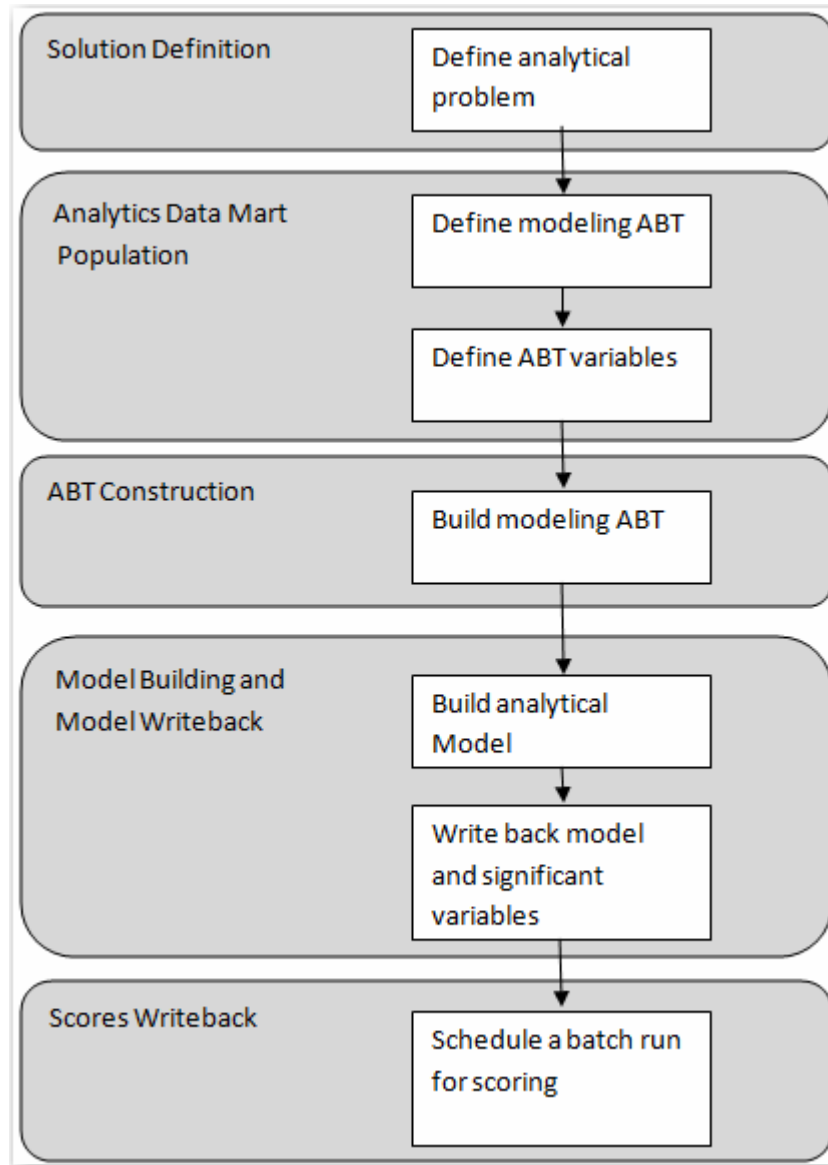 Solution Definition
Define analytical
problem
Analytics Data Mart
Population
Define modeling ABT
Define ABT variables
ABT Construction
Build modeling ABT
Model Building and
Model Writeback
Build analytical
Model
Write back model
and significant
variables
Scores Writeback
Schedule a batch run
for scoring